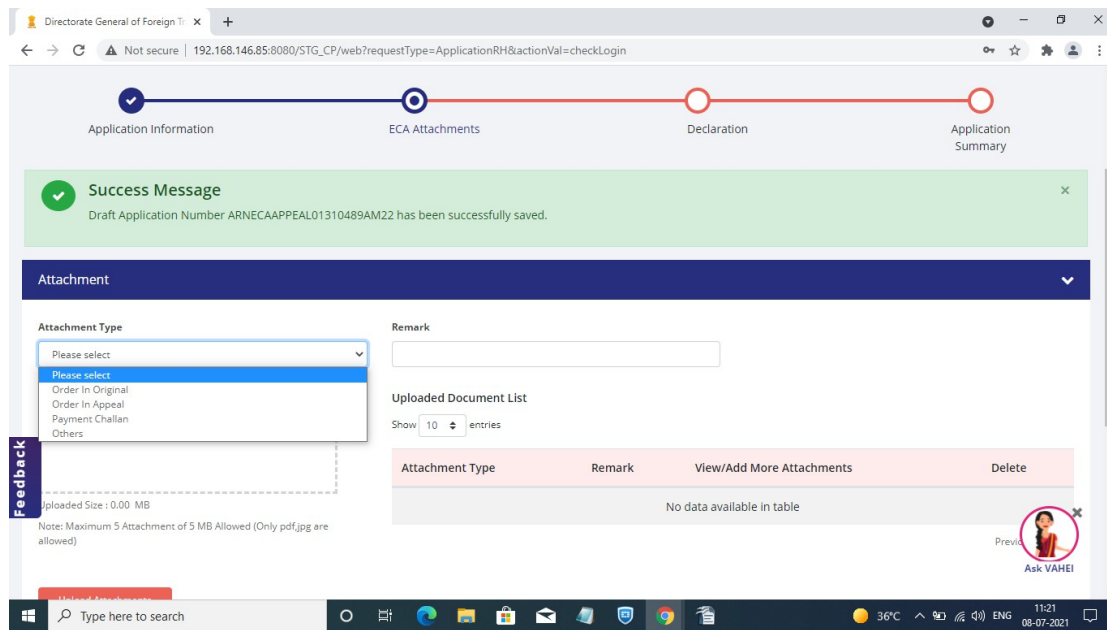 Directorate General of Foreign Tr
Not secure 192.168.146.85:8080/STG_CP/web?requestType=ApplicationRH&actionVal=checkLogin
Application Information
ECA Attachments
Declaration
Application
Summary
Success Message
Draft Application Number ARNECAAPPEAL01310489AM22 has been successfully saved.
Attachment
Attachment Type
Remark
Please select
Please select
Order In Original
Order In Appeal
Payment Challan
Others
Uploaded Document List
Show 10 entries
Attachment Type Remark View/Add More Attachments Delete
No data available in table
Feedback
Uploaded Size : 0.00 MB
Note: Maximum 5 Attachment of 5 MB Allowed (Only pdf,jpg are
allowed)
Ask VAHEI
Upload Attachments
Type here to search
36°C ENG 11:21
08-07-2021